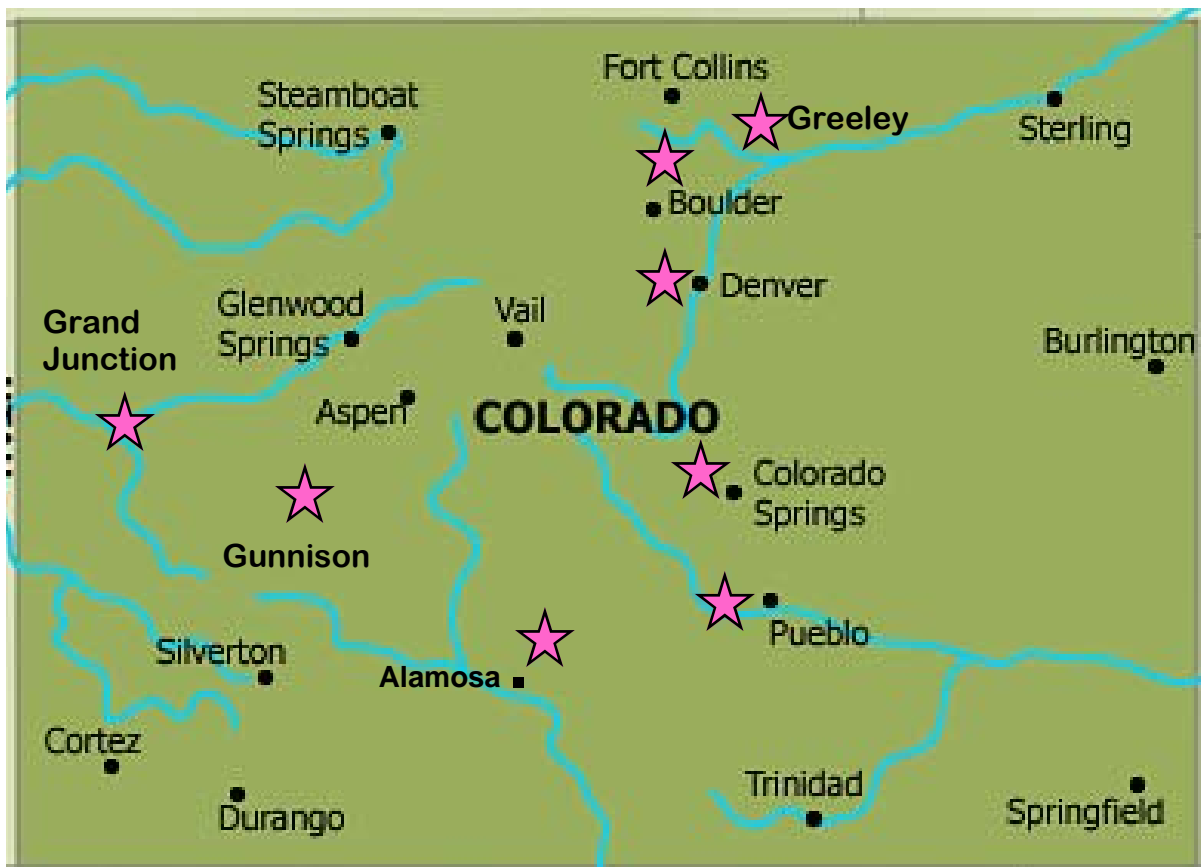 Fort Collins
Steamboat
Springs
Greeley
Sterling
Boulder
Denver
Glenwood
Springs
Vail
Grand
Junction
Burlington
Aspen
COLORADO
Colorado
Springs
Gunnison
Pueblo
Silverton
Alamosa
Cortez
Trinidad
Durango
Springfield